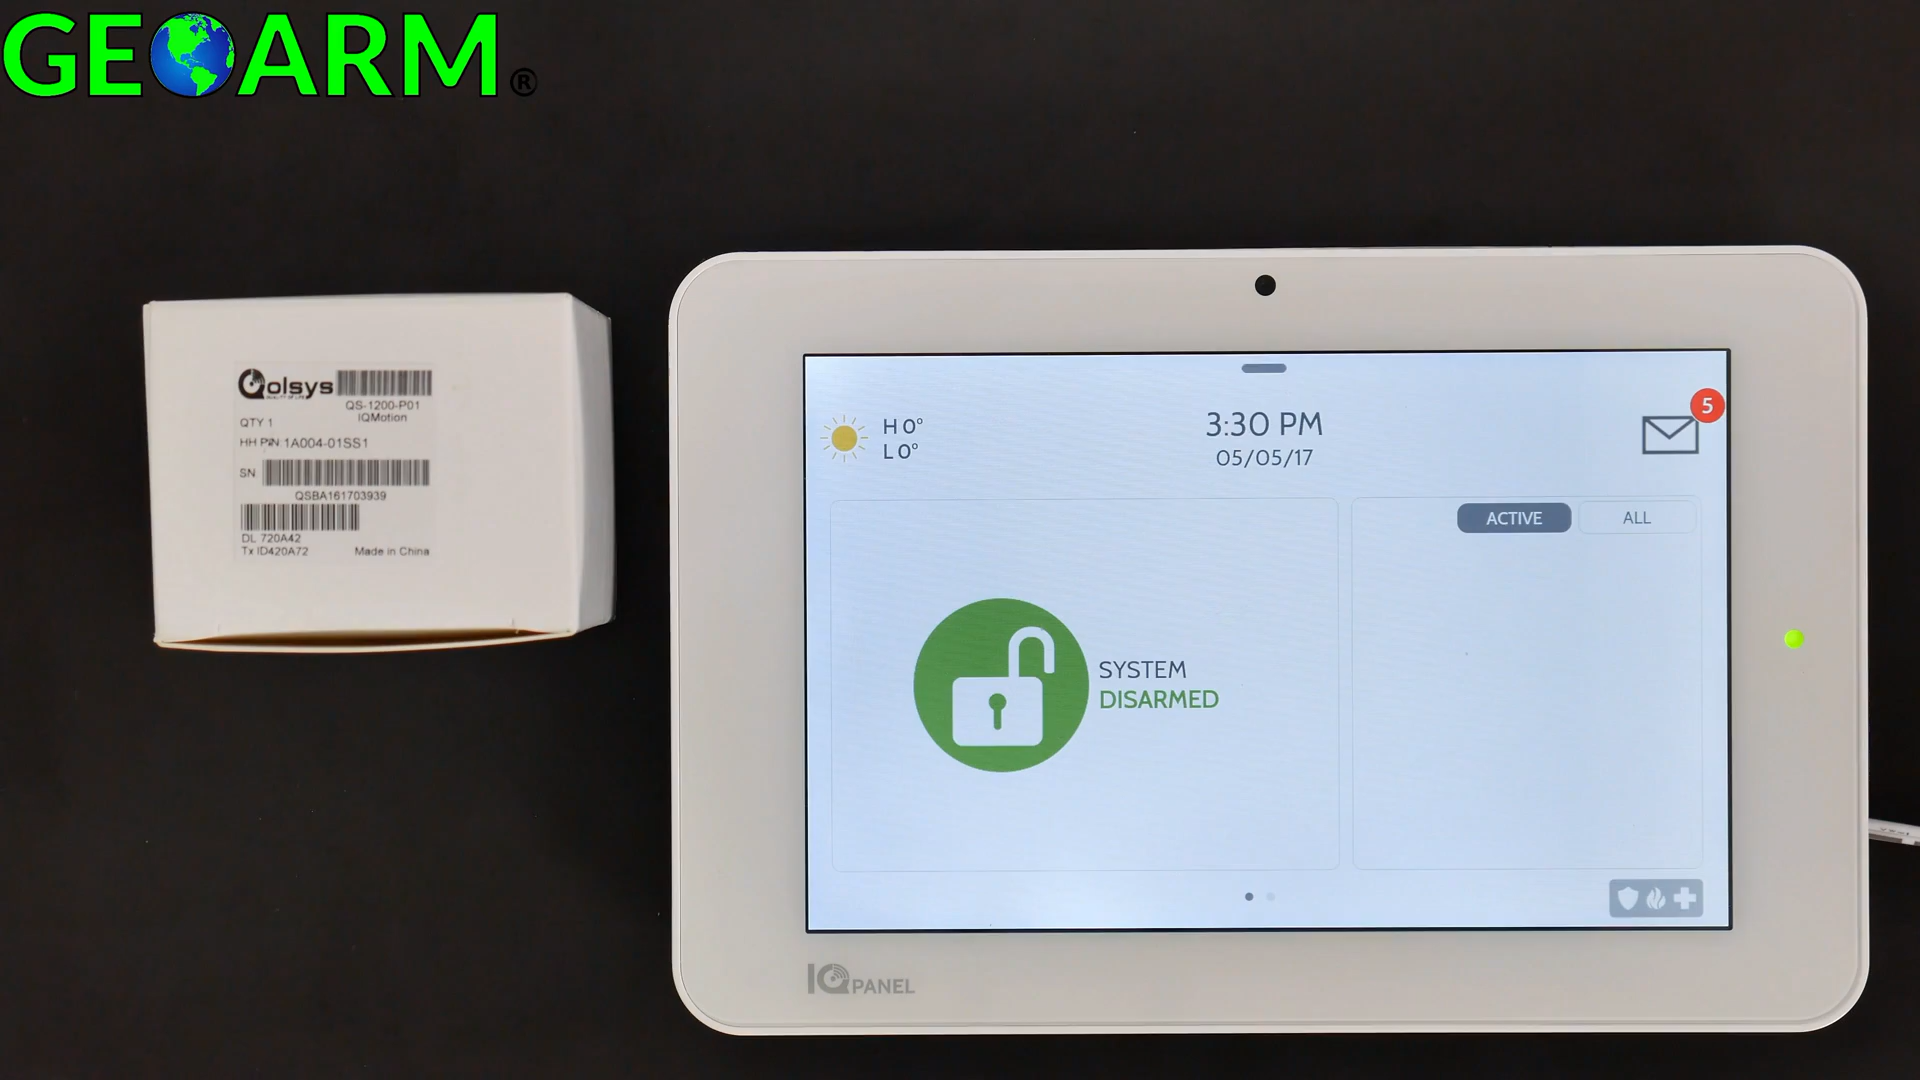 GEOARM®
Qolsys
QS-1200-P01
IQMotion
QTY 1
HH P/N: 1A004-01SS1
SN
QSBA161703939
DL 720A42
Tx ID420A72 Made in China
H 0°
L 0°
3:30 PM
05/05/17
5
ACTIVE ALL
SYSTEM
DISARMED
IQ PANEL